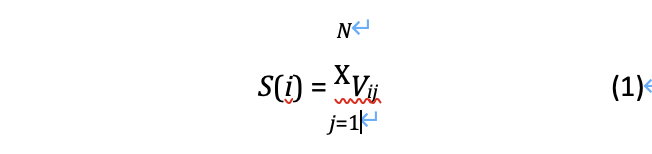 N
S(i) = XVij (1)
j=1